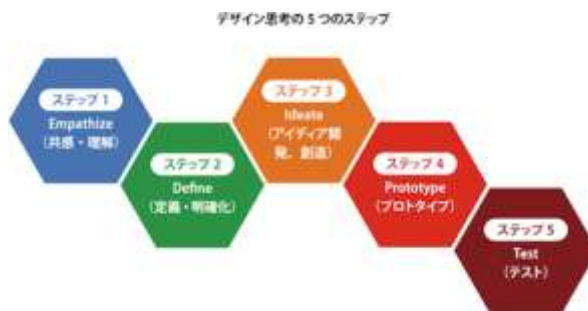 デザイン思考の5つのステップ
ステップ1
Empathize
(共感・理解)
ステップ2
Define
(定義・明確化)
ステップ3
Ideate
(アイディア開
発、創造)
ステップ4
Prototype
(プロトタイプ)
ステップ5
Test
(テスト)